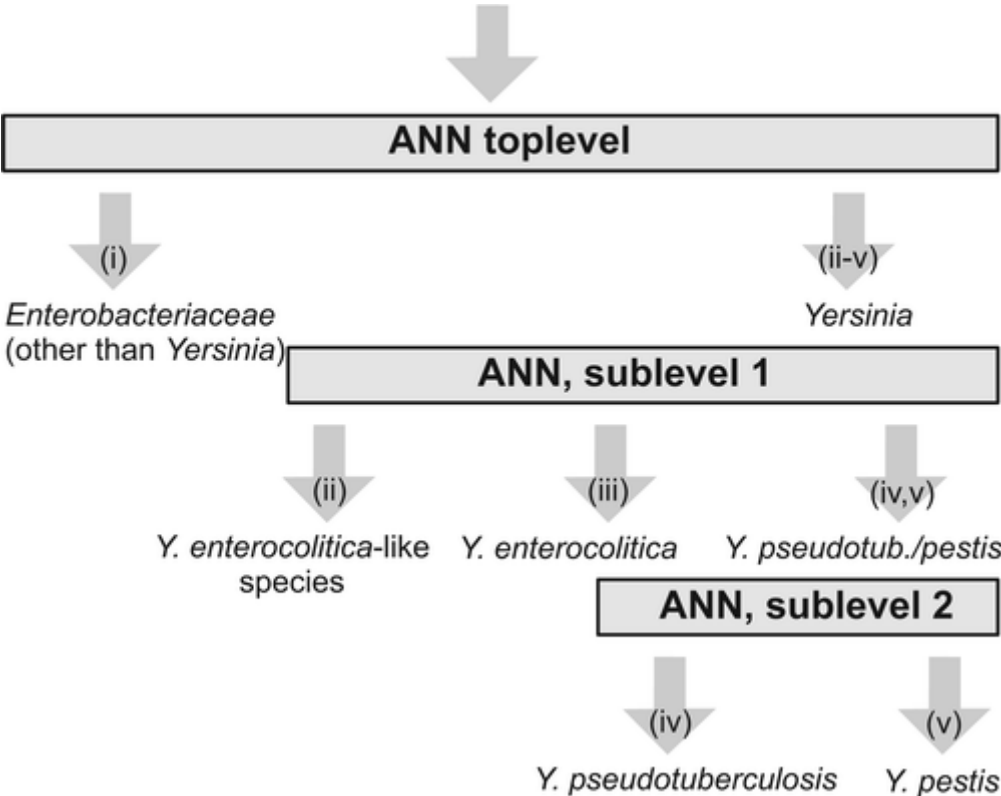 ANN toplevel
(i)
(ii-v)
Enterobacteriaceae
(other than Yersinia)
Yersinia
ANN, sublevel 1
(ii)
(iii)
(iv,v)
Y. enterocolitica-like
species
Y. enterocolitica
Y. pseudotub./pestis
ANN, sublevel 2
(iv)
(v)
Y. pseudotuberculosis
Y. pestis